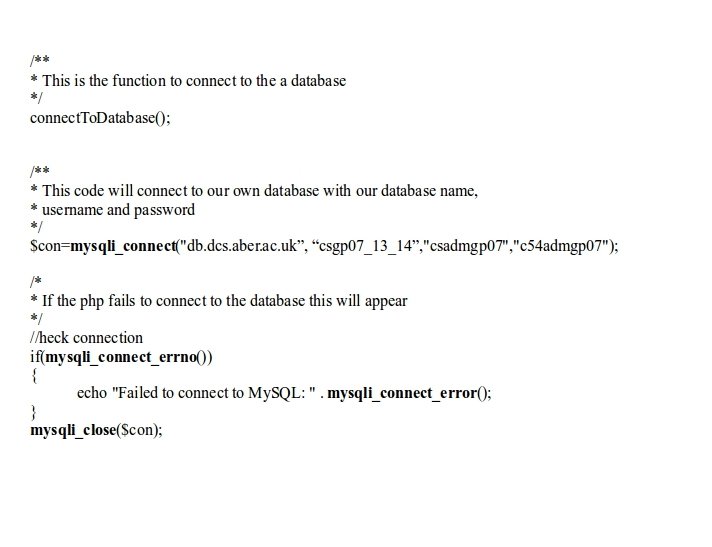 /**
* This is the function to connect to the a database
*/
connectToDatabase();
/**
* This code will connect to our own database with our database name,
* username and password
*/
$con=mysqli_connect("db.dcs.aber.ac.uk”, “csgp07_13_14”,"csadmgp07","c54admgp07");
/*
* If the php fails to connect to the database this will appear
*/
//heck connection
if(mysqli_connect_errno())
{
echo "Failed to connect to MySQL: " . mysqli_connect_error();
}
mysqli_close($con);